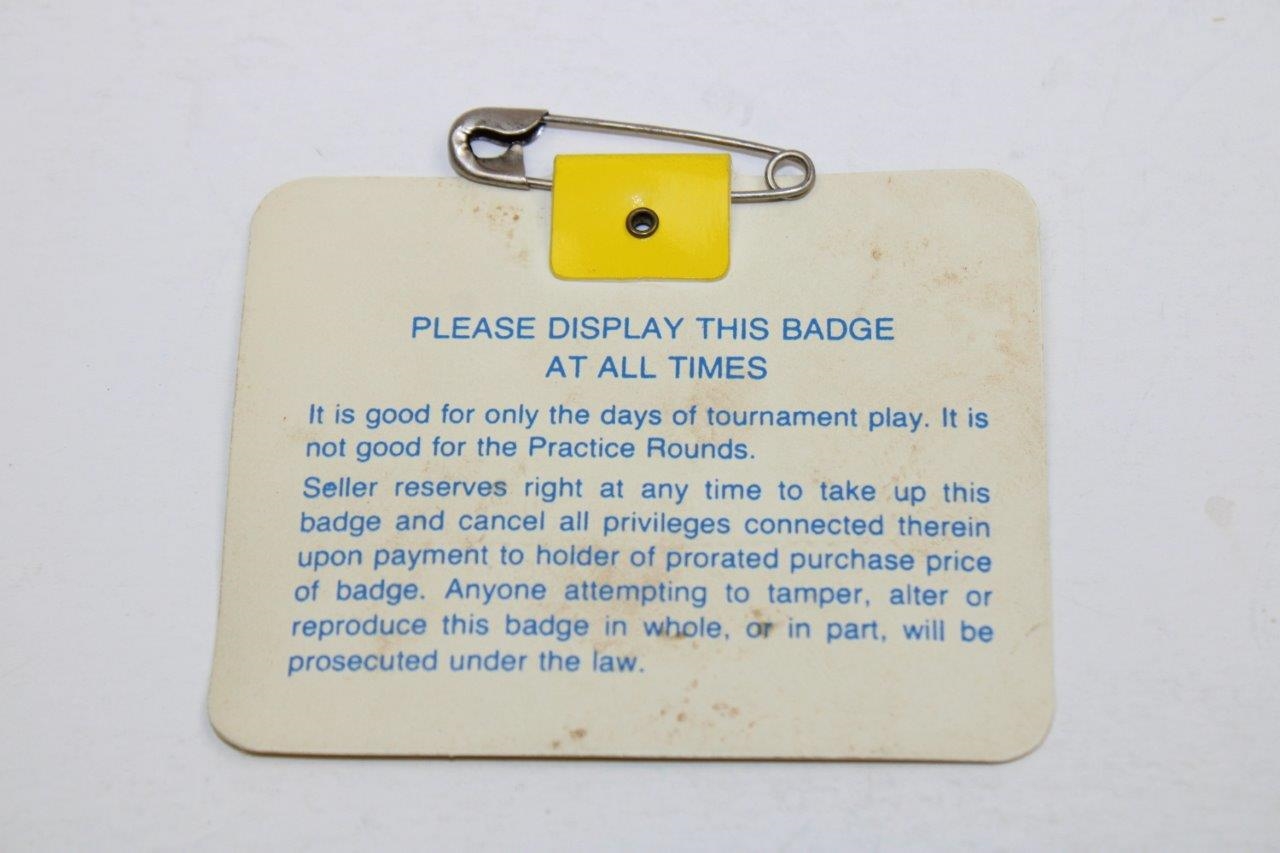 PLEASE DISPLAY THIS BADGE
AT ALL TIMES
It is good for only the days of tournament play. It is
not good for the Practice Rounds.
Seller reserves right at any time to take up this
badge and cancel all privileges connected therein
upon payment to holder of prorated purchase price
of badge. Anyone attempting to tamper, alter or
reproduce this badge in whole, or in part, will be
prosecuted under the law.